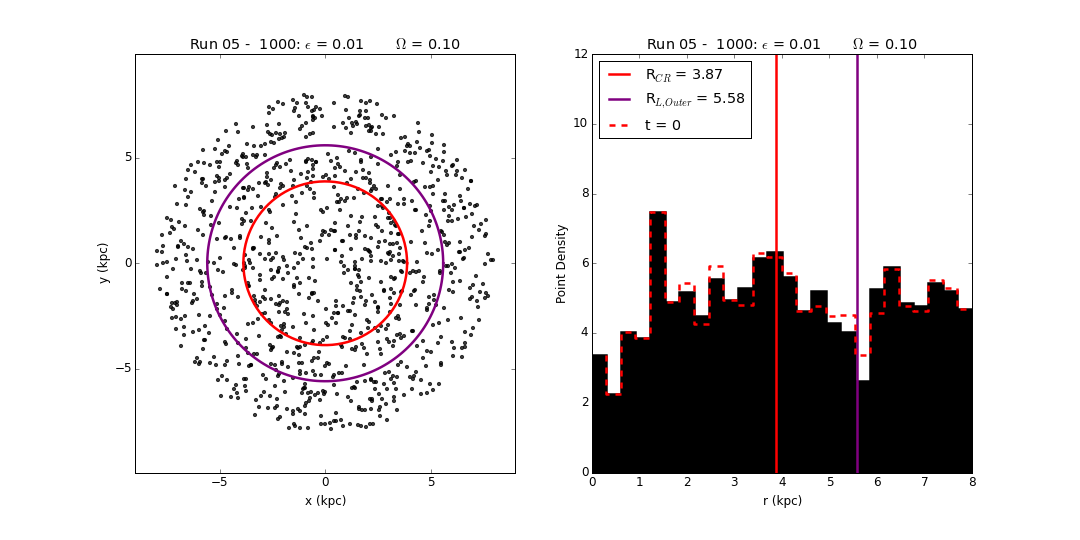 Run 05 - 1000: ϵ = 0.01 Ω = 0.10
5
0
−5
y (kpc)
−5 0 5
x (kpc)
Run 05 - 1000: ϵ = 0.01 Ω = 0.10
R_CR = 3.87
R_L,Outer = 5.58
t = 0
12
10
8
6
4
2
0
Point Density
0 1 2 3 4 5 6 7 8
r (kpc)